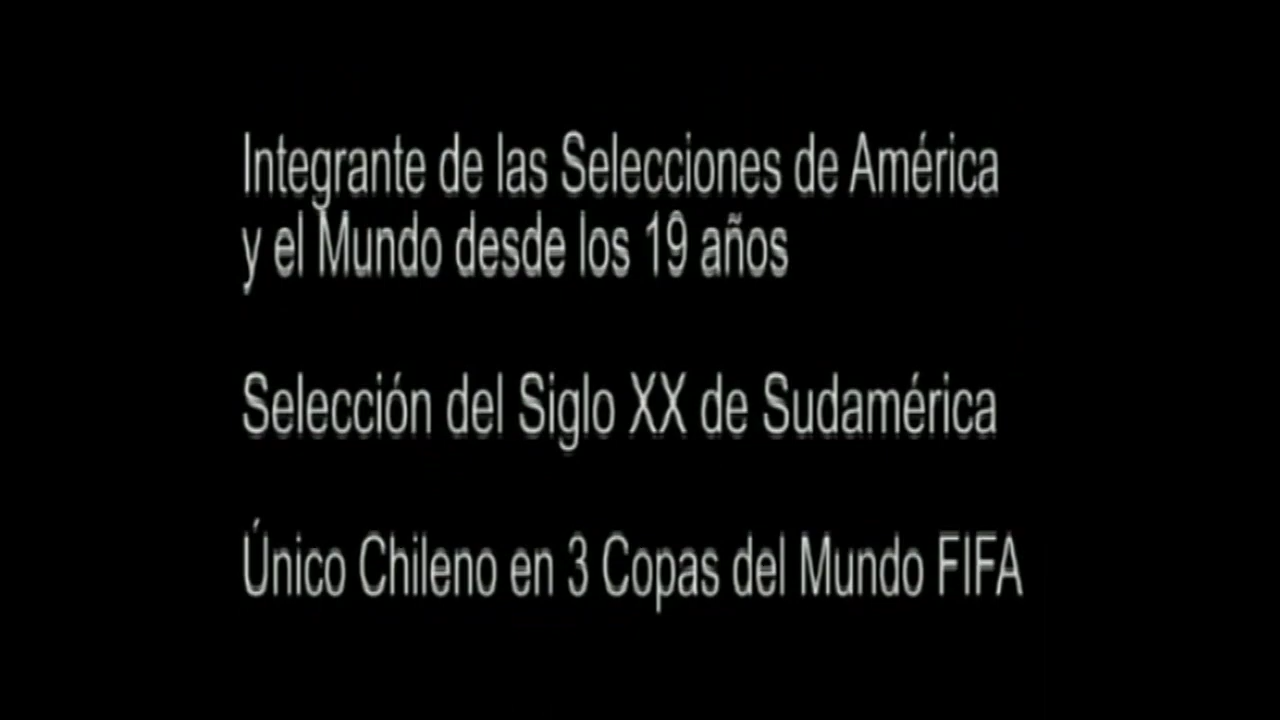 Integrante de las Selecciones de América
y el Mundo desde los 19 años
Selección del Siglo XX de Sudamérica
Único Chileno en 3 Copas del Mundo FIFA